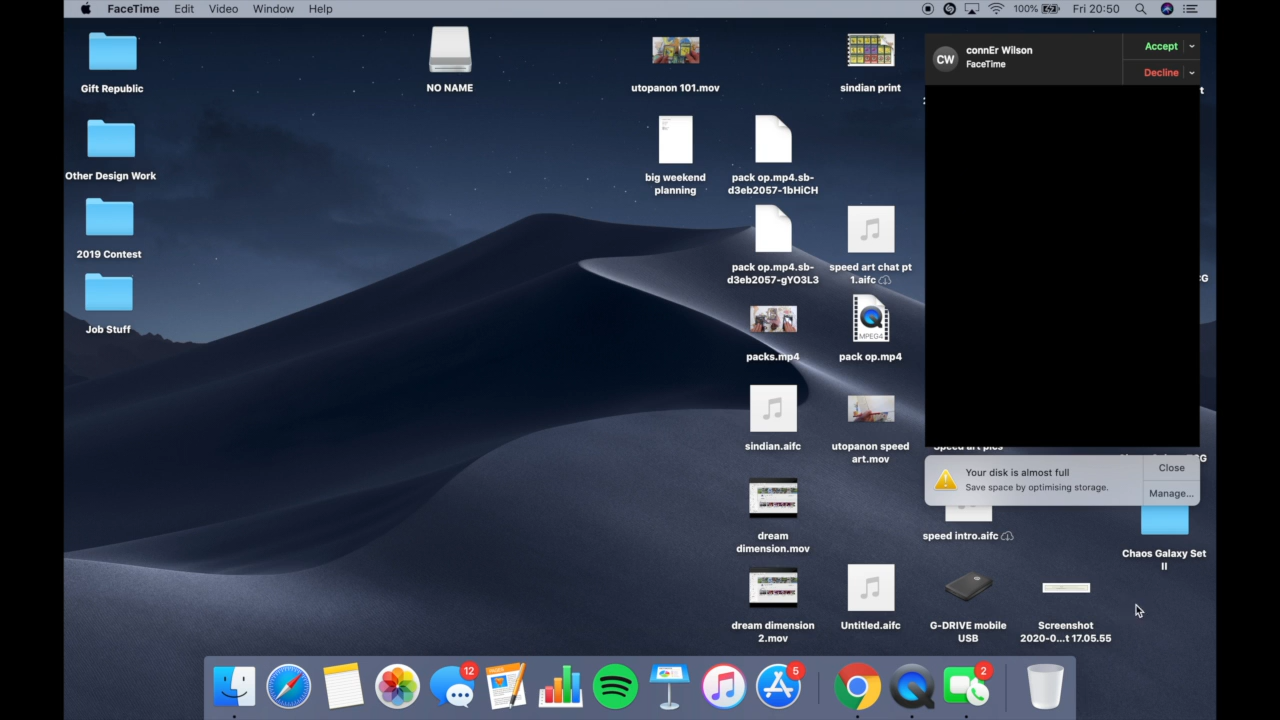 FaceTime Edit Video Window Help
100% Fri 20:50
Gift Republic
NO NAME
utopanon 101.mov
sindian print
CW
connEr Wilson
FaceTime
Accept
Decline
Other Design Work
big weekend
planning
pack op.mp4.sb-
d3eb2057-1bHiCH
2019 Contest
pack op.mp4.sb-
d3eb2057-gYO3L3
speed art chat pt
1.aifc
Job Stuff
MPEG4
packs.mp4
pack op.mp4
sindian.aifc
utopanon speed
art.mov
Your disk is almost full
Save space by optimising storage.
Close
Manage...
dream
dimension.mov
speed intro.aifc
Chaos Galaxy Set
II
dream dimension
2.mov
Untitled.aifc
G-DRIVE mobile
USB
Screenshot
2020-0...t 17.05.55
12
5
2